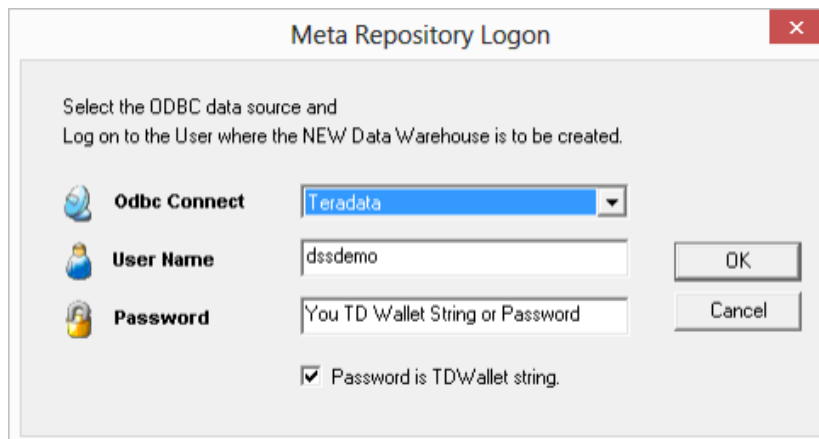 Meta Repository Logon
Select the ODBC data source and
Log on to the User where the NEW Data Warehouse is to be created.
Odbc Connect Teradata
User Name dssdemo
OK
Password You TD Wallet String or Password
Cancel
Password is TDWallet string.